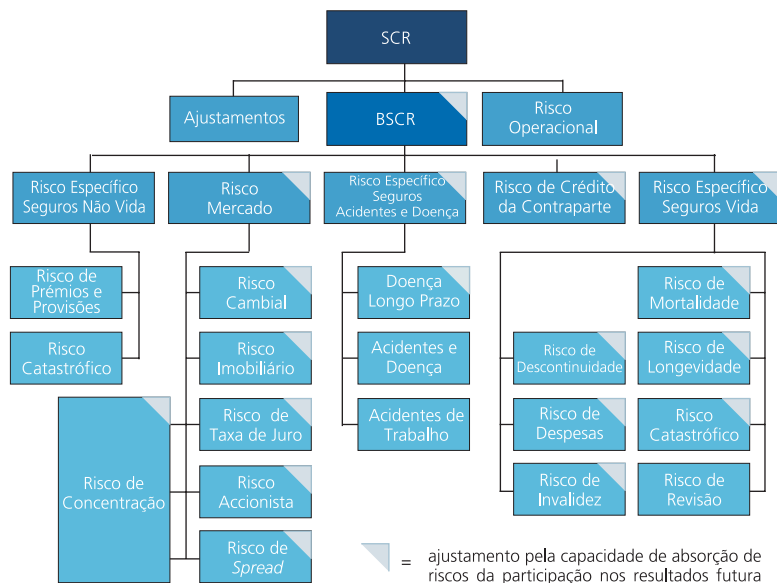 SCR
Ajustamentos
BSCR
Risco
Operacional
Risco Específico
Seguros Não Vida
Risco
Mercado
Risco Específico
Seguros
Acidentes e Doença
Risco de Crédito
da Contraparte
Risco Específico
Seguros Vida
Risco de
Prémios e
Provisões
Risco
Catastrófico
Risco
Cambial
Risco
Imobiliário
Risco de
Taxa de Juro
Risco
Accionista
Risco de
Spread
Risco de
Concentração
Doença
Longo Prazo
Acidentes e
Doença
Acidentes de
Trabalho
Risco de
Descontinuidade
Risco de
Despesas
Risco de
Invalidez
Risco de
Mortalidade
Risco de
Longevidade
Risco
Catastrófico
Risco de
Revisão
= ajustamento pela capacidade de absorção de
riscos da participação nos resultados futura